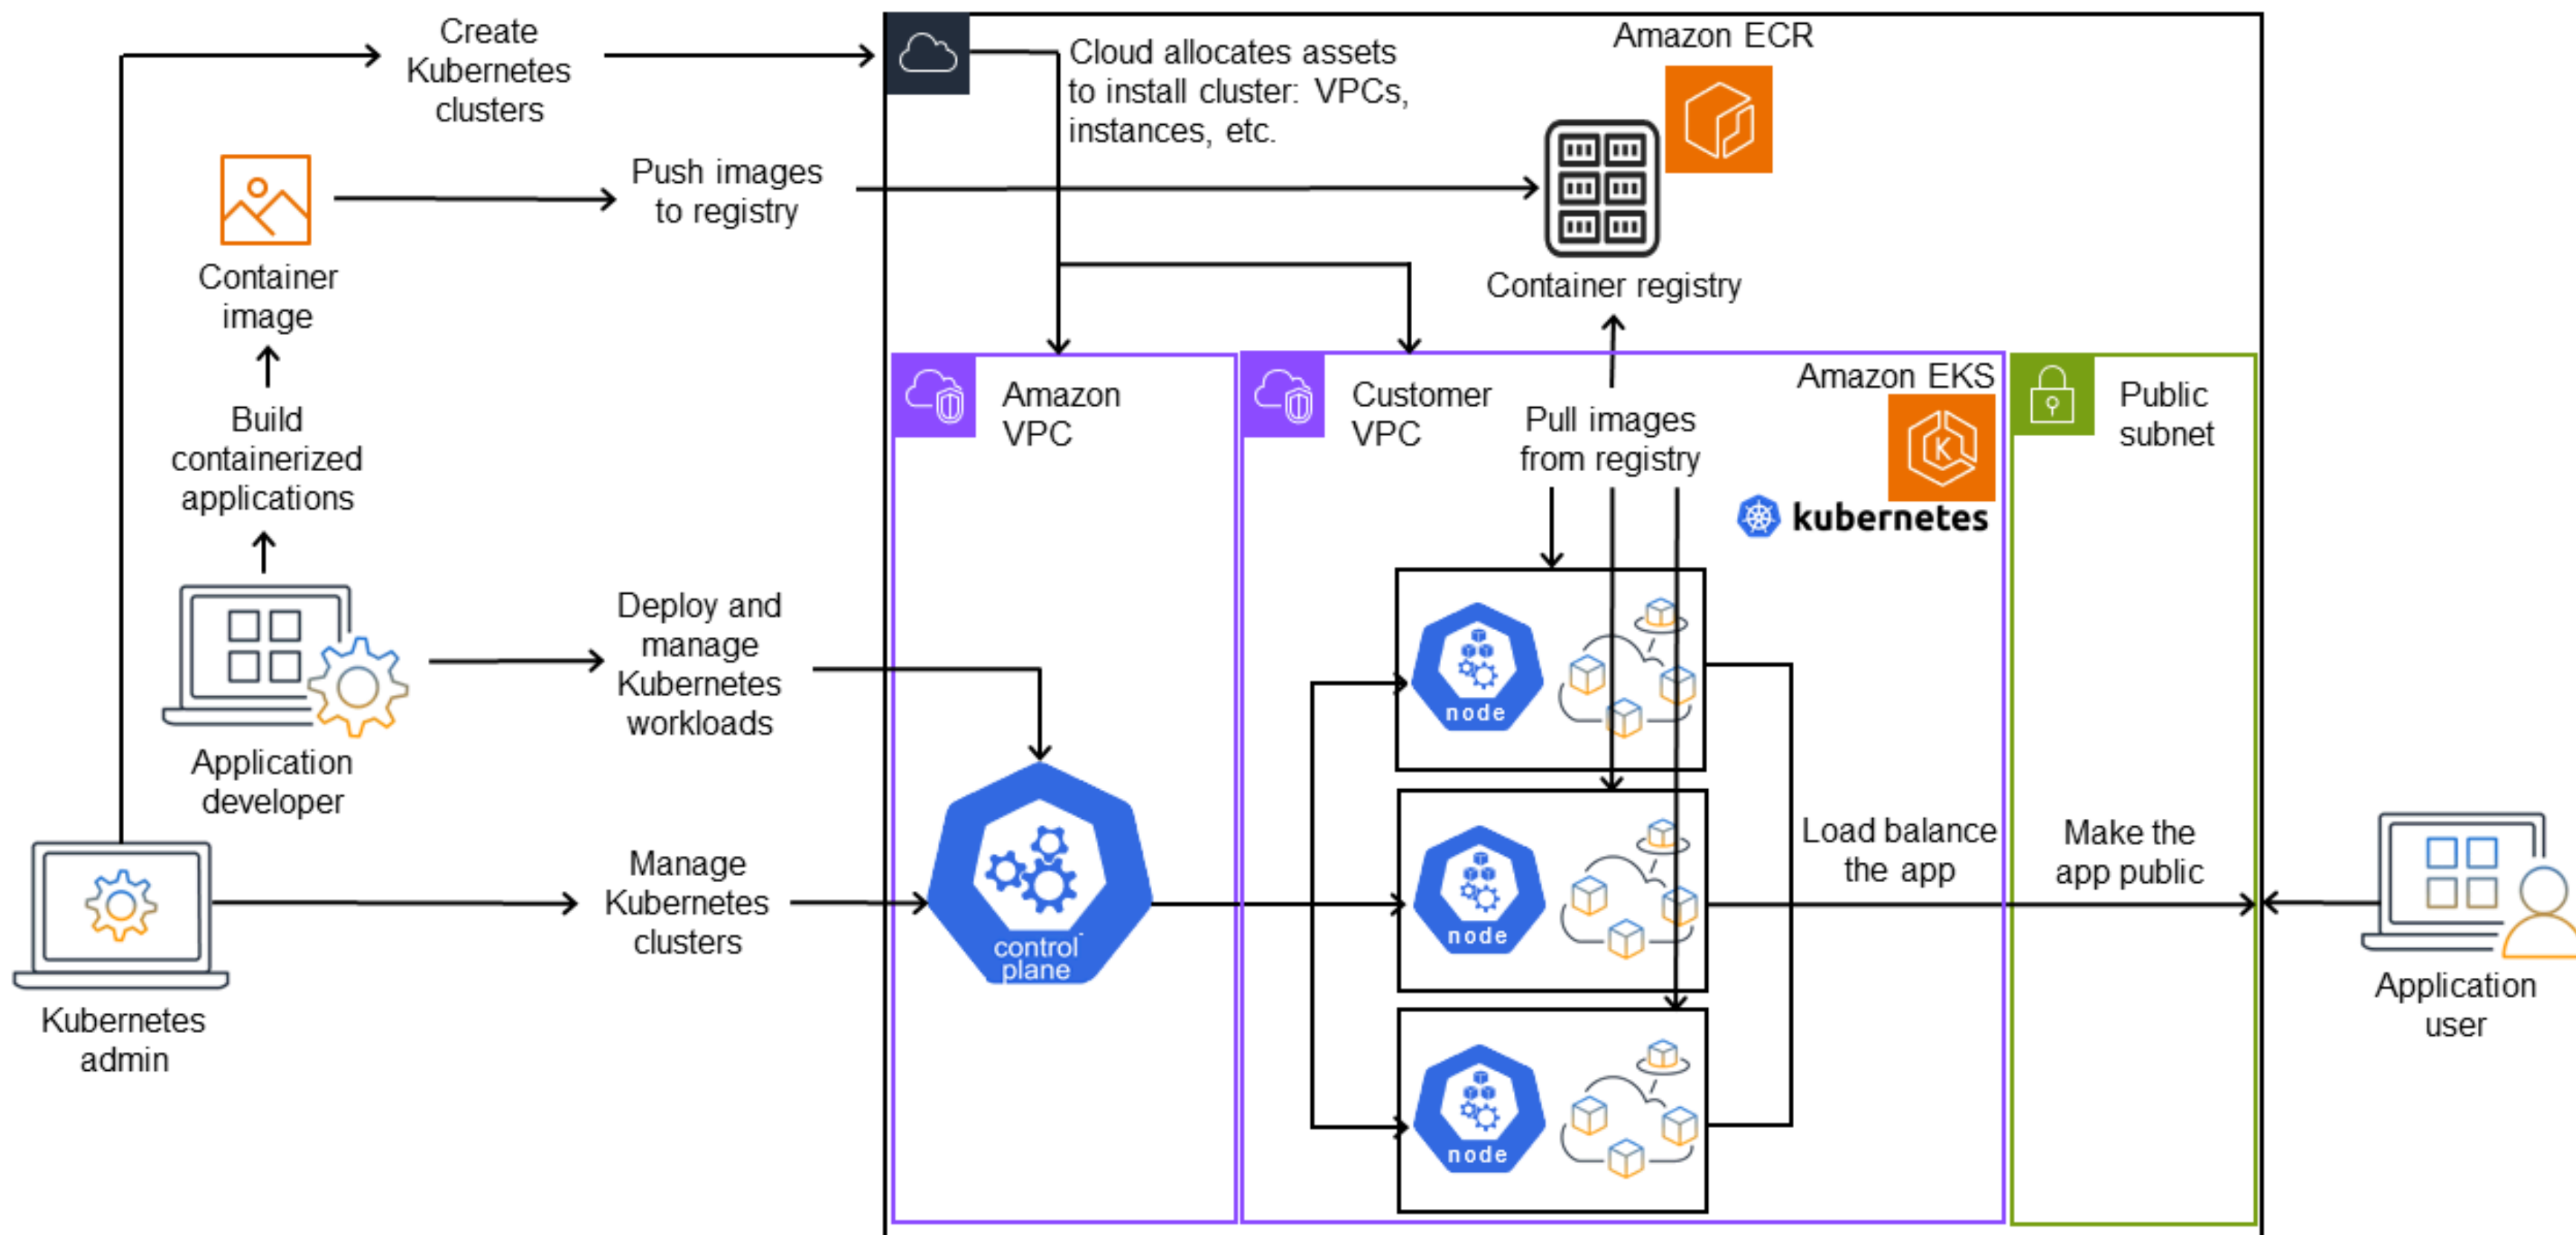 Create
Kubernetes
clusters
Cloud allocates assets
to install cluster: VPCs,
instances, etc.
Amazon ECR
Push images
to registry
Container
image
Container registry
Build
containerized
applications
Amazon
VPC
Customer
VPC
Pull images
from registry
Amazon EKS
K
kubernetes
Public
subnet
Deploy and
manage
Kubernetes
workloads
Application
developer
node
Manage
Kubernetes
clusters
control
plane
node
Load balance
the app
Make the
app public
Kubernetes
admin
Application
user
node